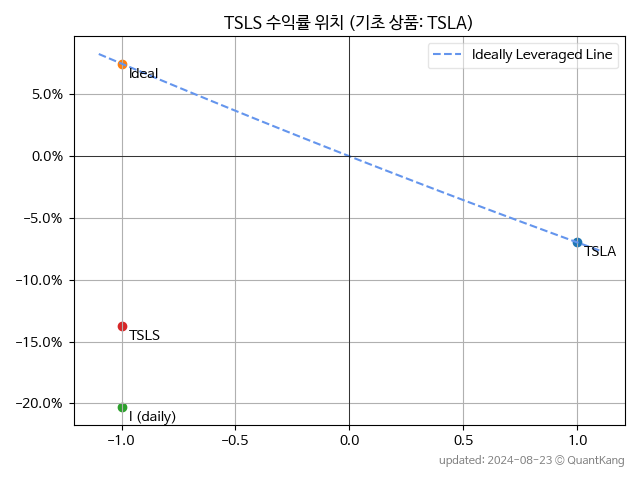 TSLS 수익률 위치 (기초 상품: TSLA)
Ideally Leveraged Line
Ideal
5.0%
0.0%
−5.0%
TSLA
−10.0%
TSLS
−15.0%
−20.0%
I (daily)
−1.0 −0.5 0.0 0.5 1.0
updated: 2024-08-23 © QuantKang